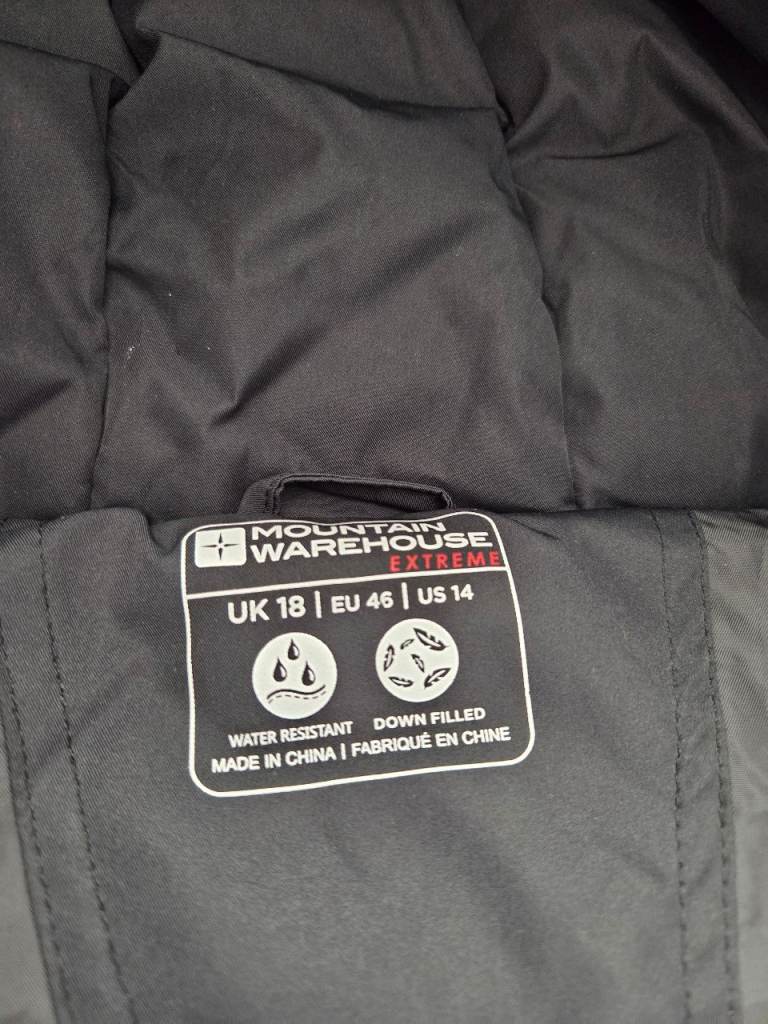 MOUNTAIN
WAREHOUSE
EXTREME
UK 18 | EU 46 | US 14
WATER RESISTANT DOWN FILLED
MADE IN CHINA | FABRIQUÉ EN CHINE